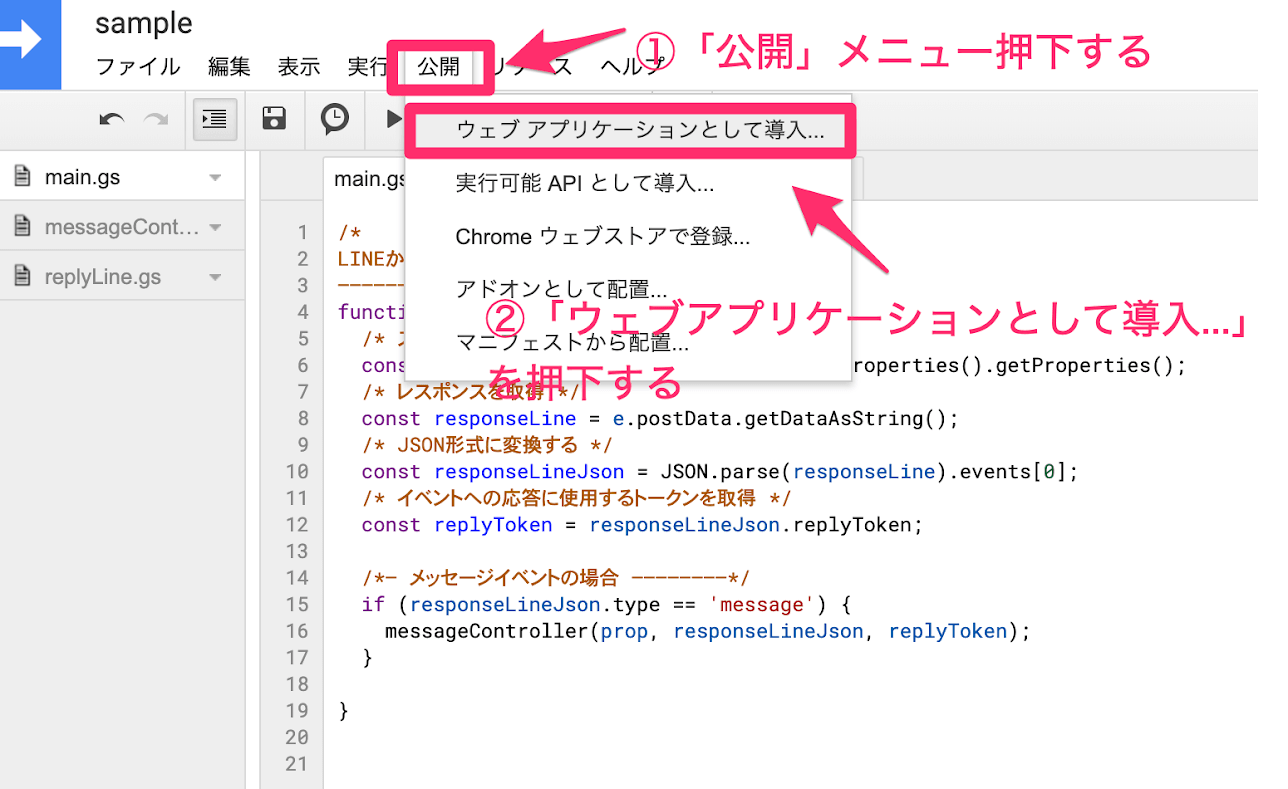 sample
ファイル 編集 表示 実行 公開 リソース ヘルプ
①「公開」メニュー押下する
ウェブ アプリケーションとして導入...
実行可能 API として導入...
Chrome ウェブストアで登録...
アドオンとして配置...
マニフェストから配置...
②「ウェブアプリケーションとして導入...」
を押下する
main.gs
messageCont...
replyLine.gs
main.gs
1 /*
2 LINEか
3 -------
4 functi
5 /*
6 cons roperties().getProperties();
7 /* レスポンスを取得 */
8 const responseLine = e.postData.getDataAsString();
9 /* JSON形式に変換する */
10 const responseLineJson = JSON.parse(responseLine).events[0];
11 /* イベントへの応答に使用するトークンを取得 */
12 const replyToken = responseLineJson.replyToken;
13
14 /*- メッセージイベントの場合 --------*/
15 if (responseLineJson.type == 'message') {
16 messageController(prop, responseLineJson, replyToken);
17 }
18
19 }
20
21